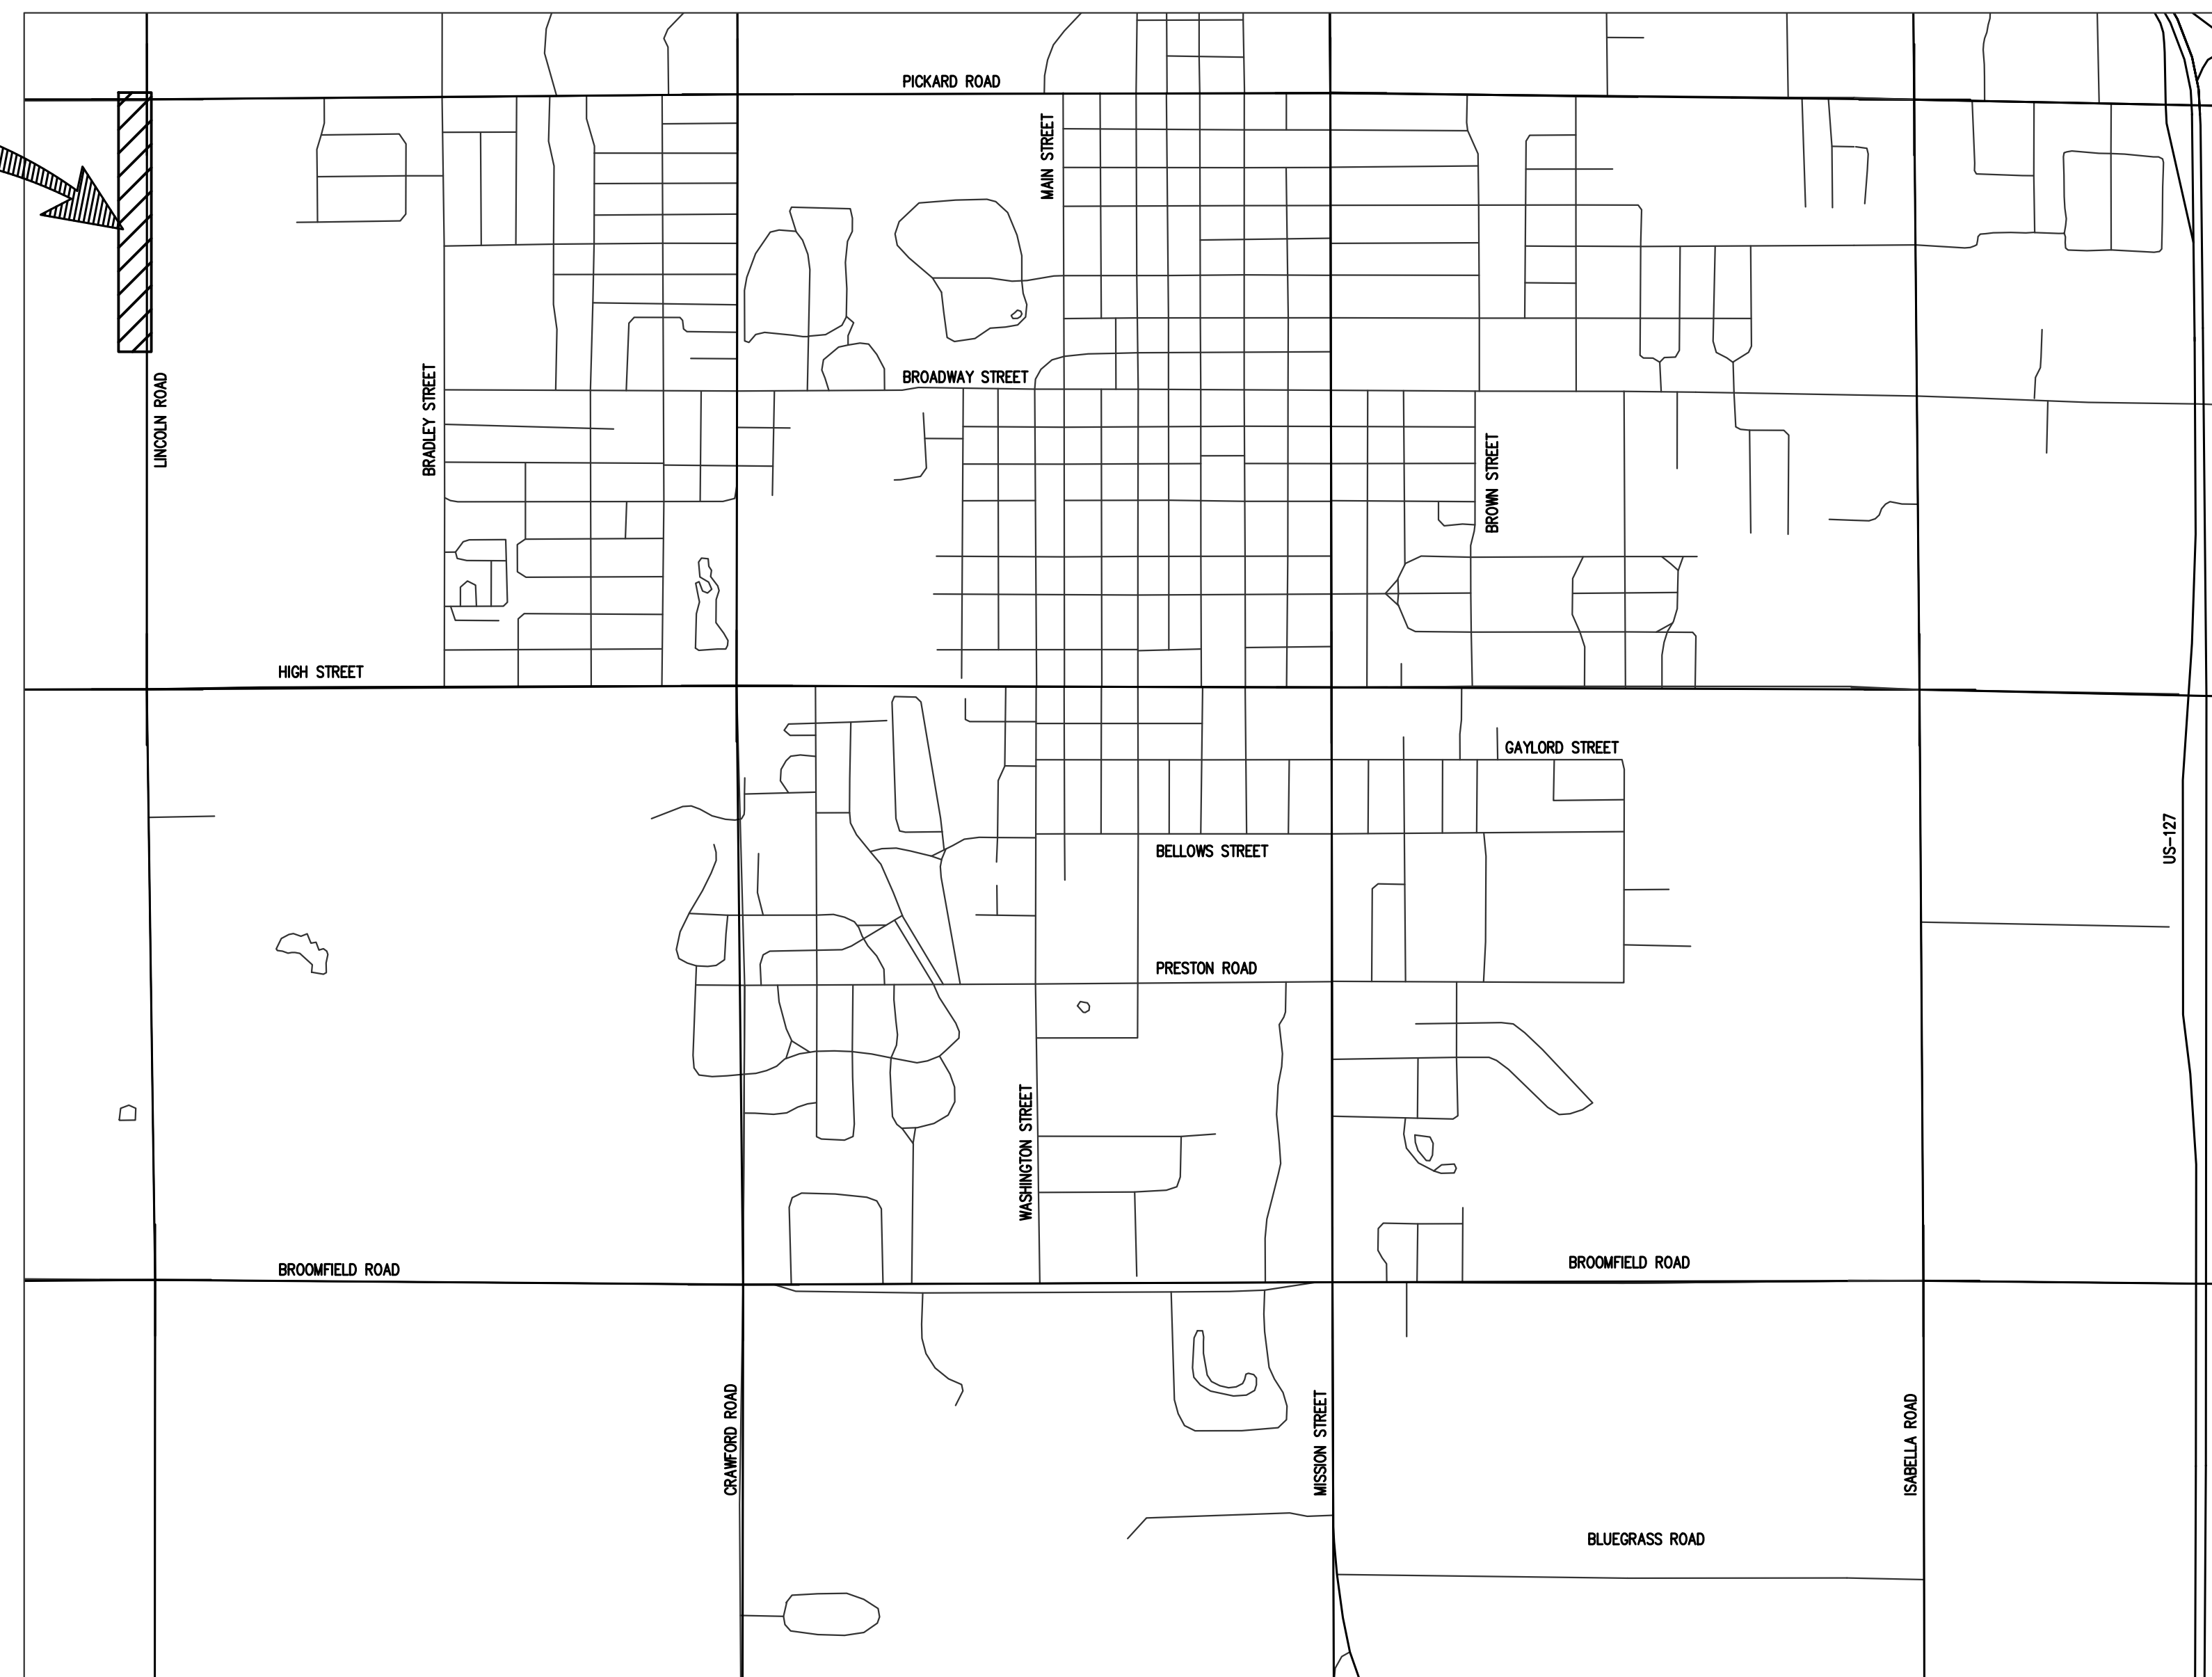 PICKARD ROAD
MAIN STREET
LINCOLN ROAD
BRADLEY STREET
BROADWAY STREET
BROWN STREET
HIGH STREET
GAYLORD STREET
BELLOWS STREET
US-127
PRESTON ROAD
WASHINGTON STREET
BROOMFIELD ROAD
BROOMFIELD ROAD
CRAWFORD ROAD
MISSION STREET
ISABELLA ROAD
BLUEGRASS ROAD